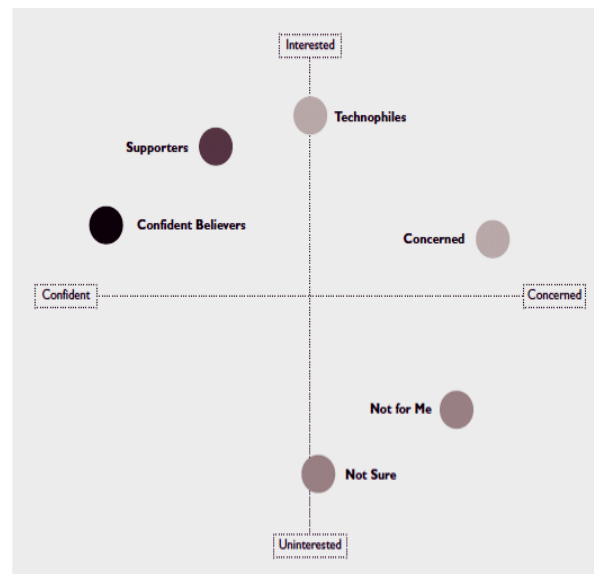 Interested
Technophiles
Supporters
Confident Believers
Concerned
Confident
Concerned
Not for Me
Not Sure
Uninterested